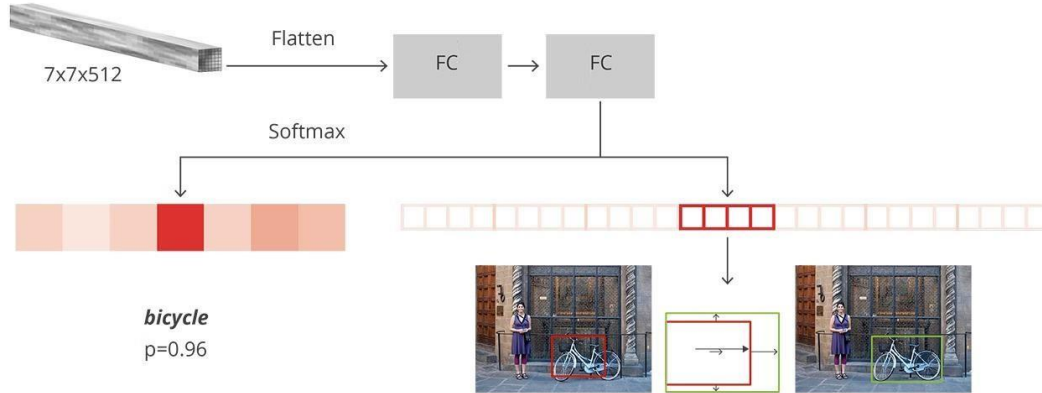 Flatten
7x7x512
FC
FC
Softmax
bicycle
p=0.96